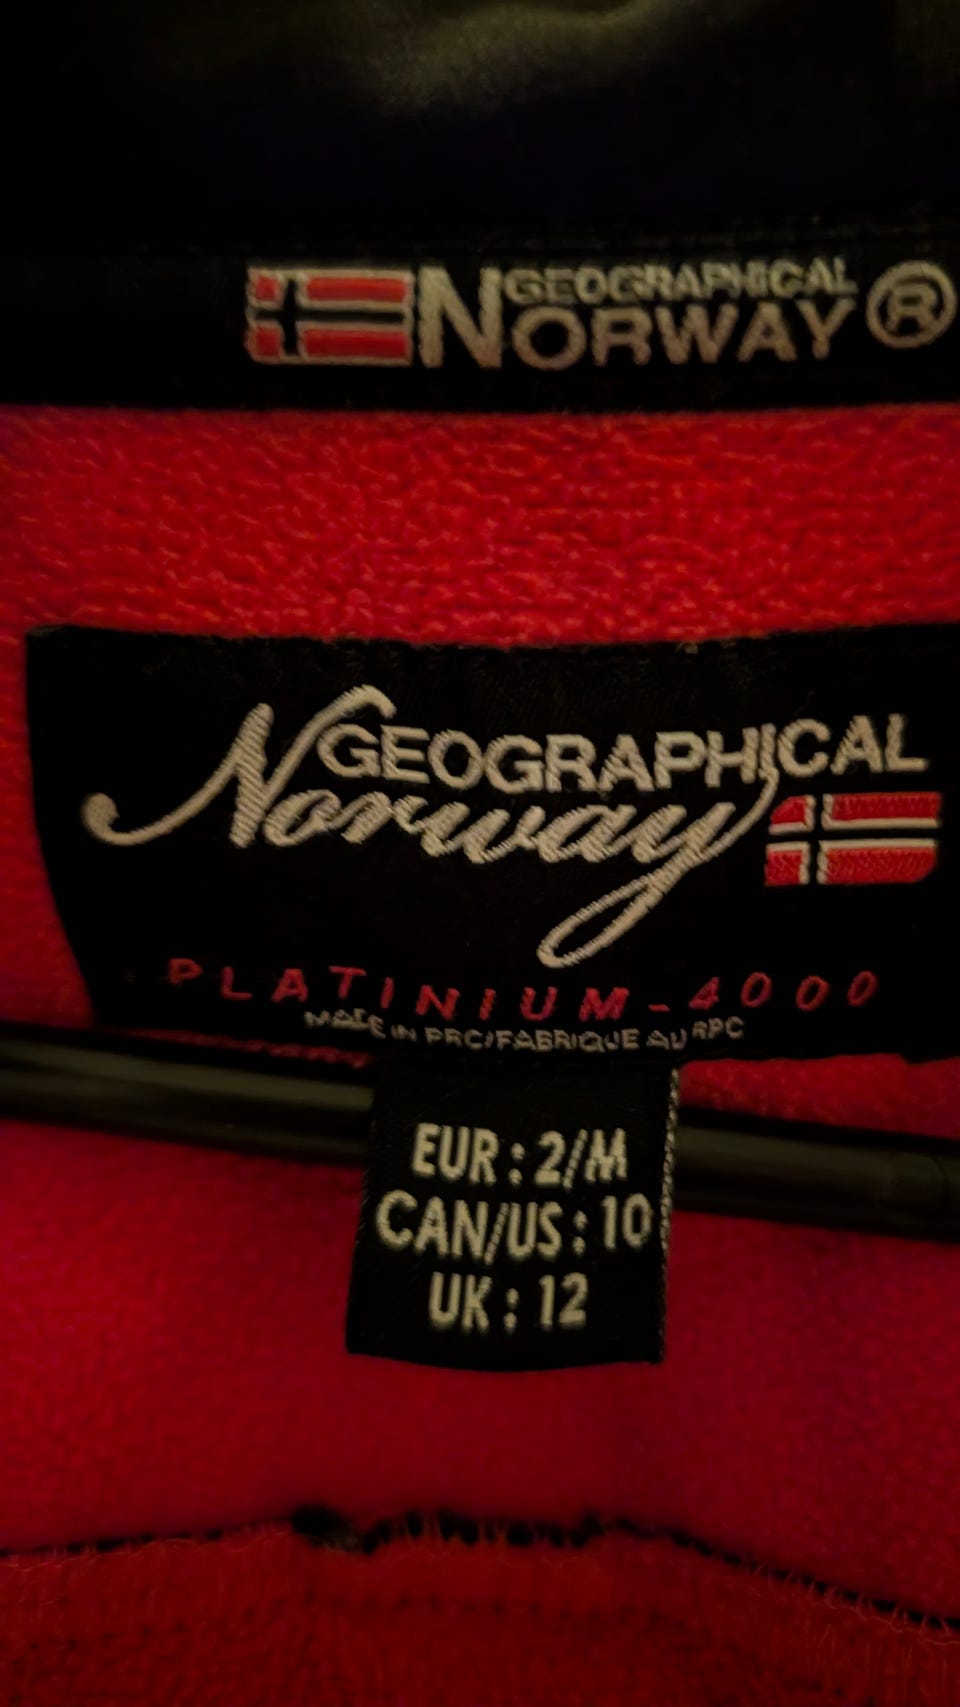 GEOGRAPHICAL
NORWAY ®
GEOGRAPHICAL
Norway
PLATINIUM-4000
MADE IN PRC/FABRIQUE AU RPC
EUR : 2/M
CAN/US : 10
UK : 12